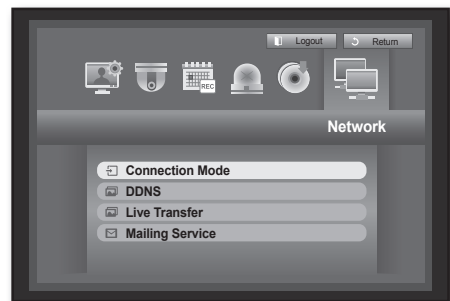 Logout Return
REC
Network
Connection Mode
DDNS
Live Transfer
Mailing Service